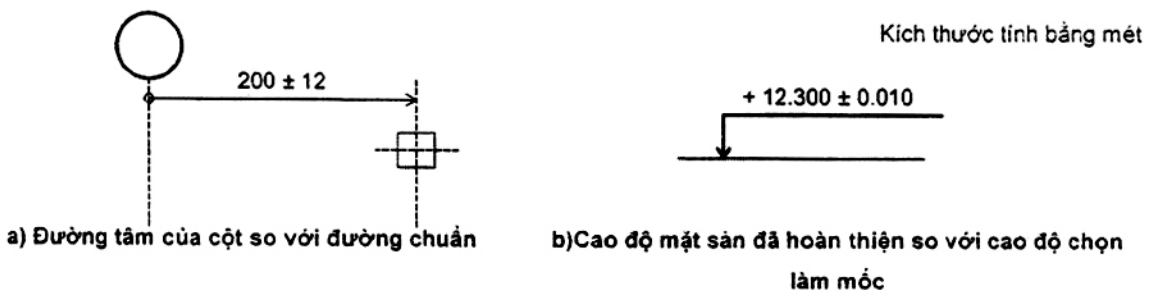 Kích thước tính bằng mét
200 ± 12
+ 12.300 ± 0.010
a) Đường tâm của cột so với đường chuẩn
b)Cao độ mặt sàn đã hoàn thiện so với cao độ chọn
làm mốc